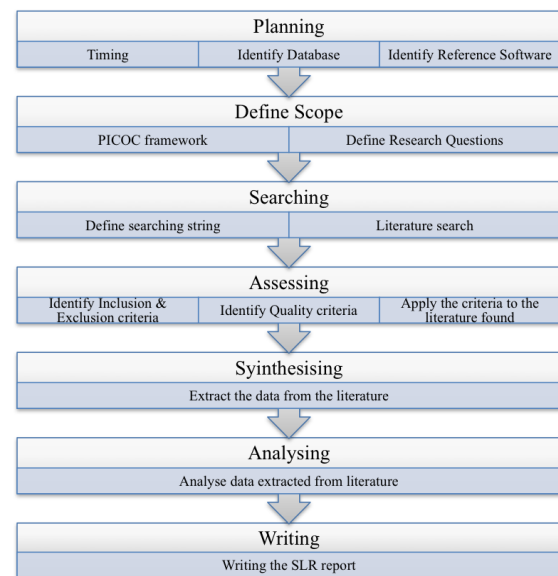 Planning
Timing
Identify Database
Identify Reference Software
Define Scope
PICOC framework
Define Research Questions
Searching
Define searching string
Literature search
Assessing
Identify Inclusion &
Exclusion criteria
Identify Quality criteria
Apply the criteria to the
literature found
Syinthesising
Extract the data from the literature
Analysing
Analyse data extracted from literature
Writing
Writing the SLR report